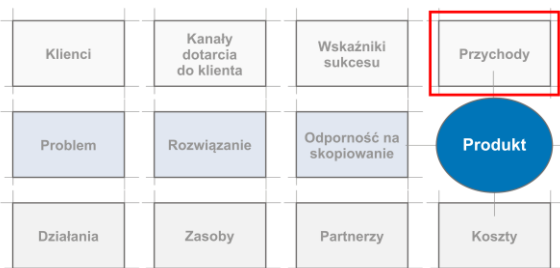 Klienci
Kanały
dotarcia
do klienta
Wskaźniki
sukcesu
Przychody
Problem
Rozwiązanie
Odporność na
skopiowanie
Produkt
Działania
Zasoby
Partnerzy
Koszty